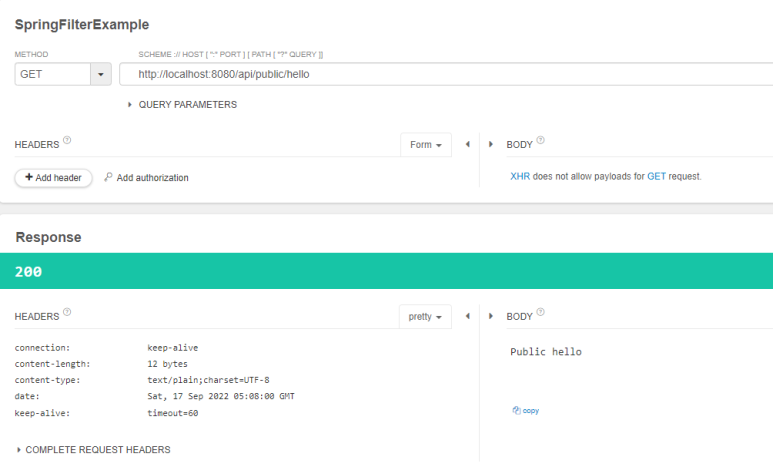 SpringFilterExample
METHOD
SCHEME :// HOST [ ":" PORT ] [ PATH [ "?" QUERY ]]
GET
http://localhost:8080/api/public/hello
QUERY PARAMETERS
HEADERS ?
Form
BODY ?
+ Add header
Add authorization
XHR does not allow payloads for GET request.
Response
200
HEADERS ?
pretty
BODY ?
connection: keep-alive
content-length: 12 bytes
content-type: text/plain;charset=UTF-8
date: Sat, 17 Sep 2022 05:08:00 GMT
keep-alive: timeout=60
Public hello
copy
COMPLETE REQUEST HEADERS